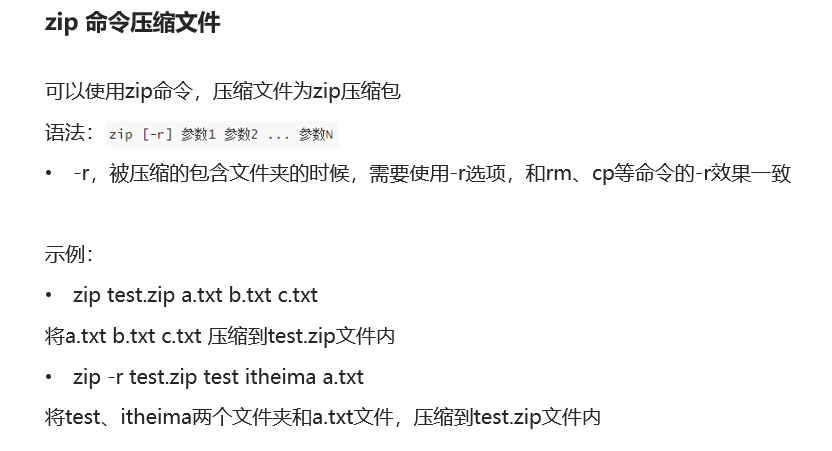 zip 命令压缩文件
可以使用zip命令，压缩文件为zip压缩包
语法：zip [-r] 参数1 参数2 ... 参数N
• -r，被压缩的包含文件夹的时候，需要使用-r选项，和rm、cp等命令的-r效果一致
示例：
• zip test.zip a.txt b.txt c.txt
将a.txt b.txt c.txt 压缩到test.zip文件内
• zip -r test.zip test itheima a.txt
将test、itheima两个文件夹和a.txt文件，压缩到test.zip文件内